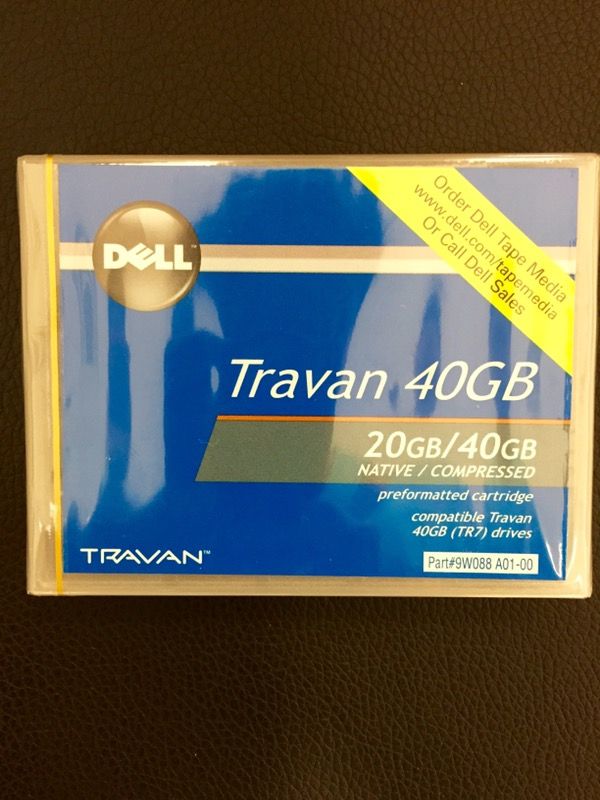 Order Dell Tape Media
www.dell.com/tapemedia
Or Call Dell Sales
DELL™
Travan 40GB
20GB/40GB
NATIVE / COMPRESSED
preformatted cartridge
compatible Travan
40GB (TR7) drives
TRAVAN™
Part#9W088 A01-00